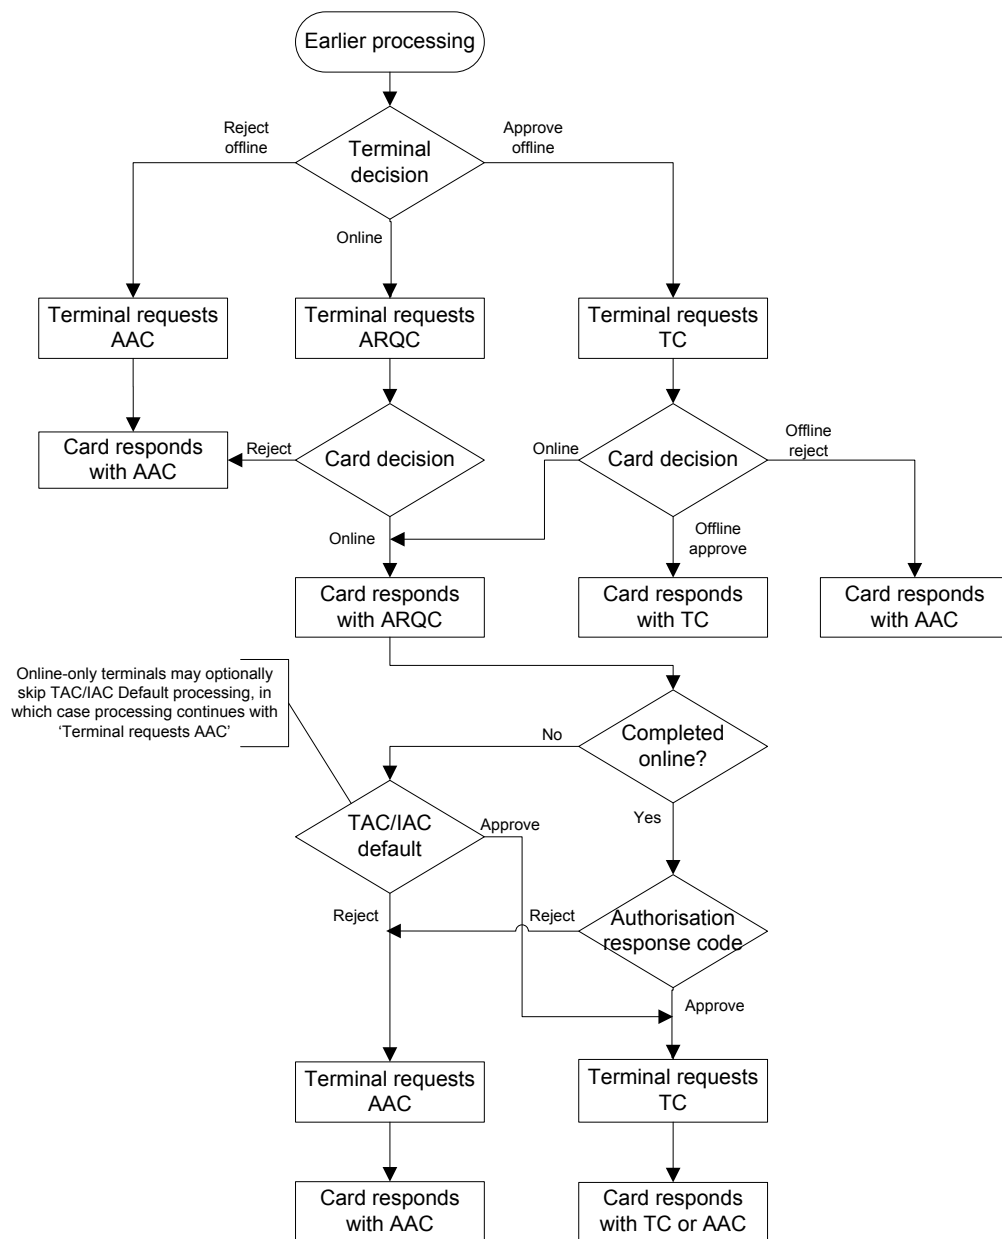 Earlier processing
Reject
offline
Approve
offline
Terminal
decision
Online
Terminal requests
AAC
Terminal requests
ARQC
Terminal requests
TC
Card responds
with AAC
Reject
Card decision
Online
Card decision
Offline
reject
Online
Offline
approve
Card responds
with ARQC
Card responds
with TC
Card responds
with AAC
Online-only terminals may optionally
skip TAC/IAC Default processing, in
which case processing continues with
‘Terminal requests AAC’
No
Completed
online?
TAC/IAC
default
Approve
Yes
Reject
Reject
Authorisation
response code
Approve
Terminal requests
AAC
Terminal requests
TC
Card responds
with AAC
Card responds
with TC or AAC